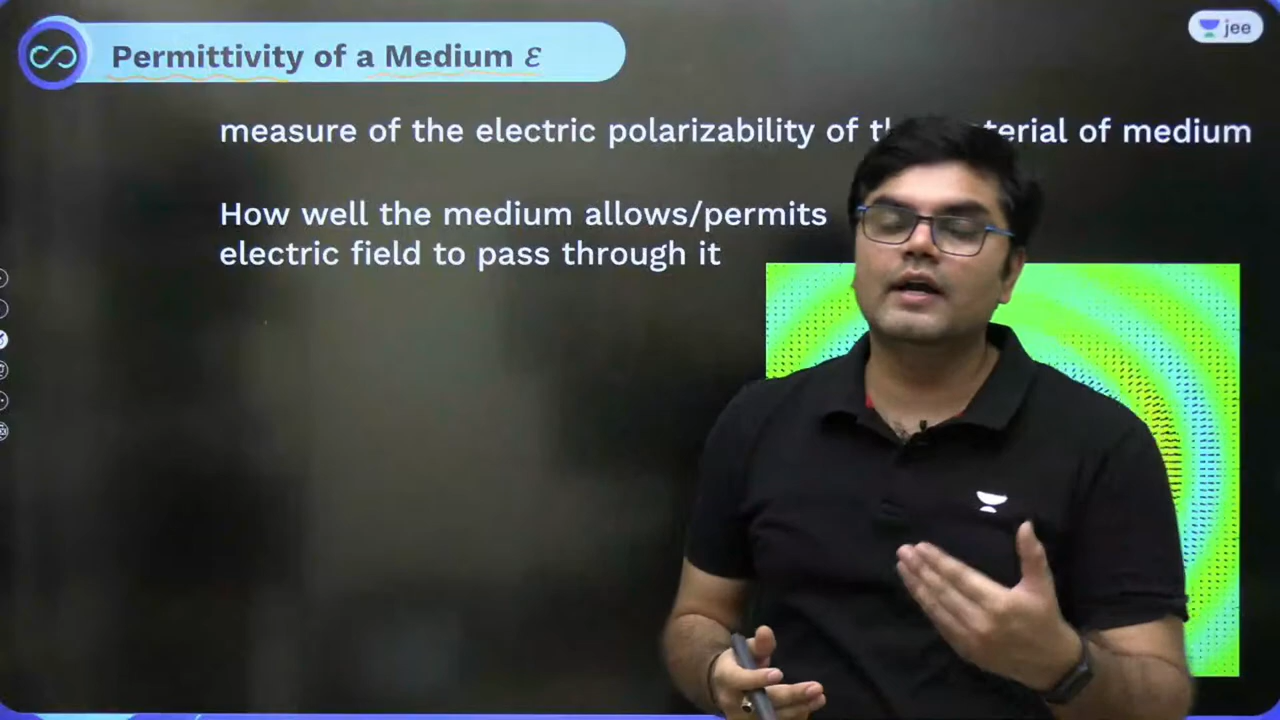 Permittivity of a Medium ℰ
jee
measure of the electric polarizability of terial of medium
How well the medium allows/permits
electric field to pass through it